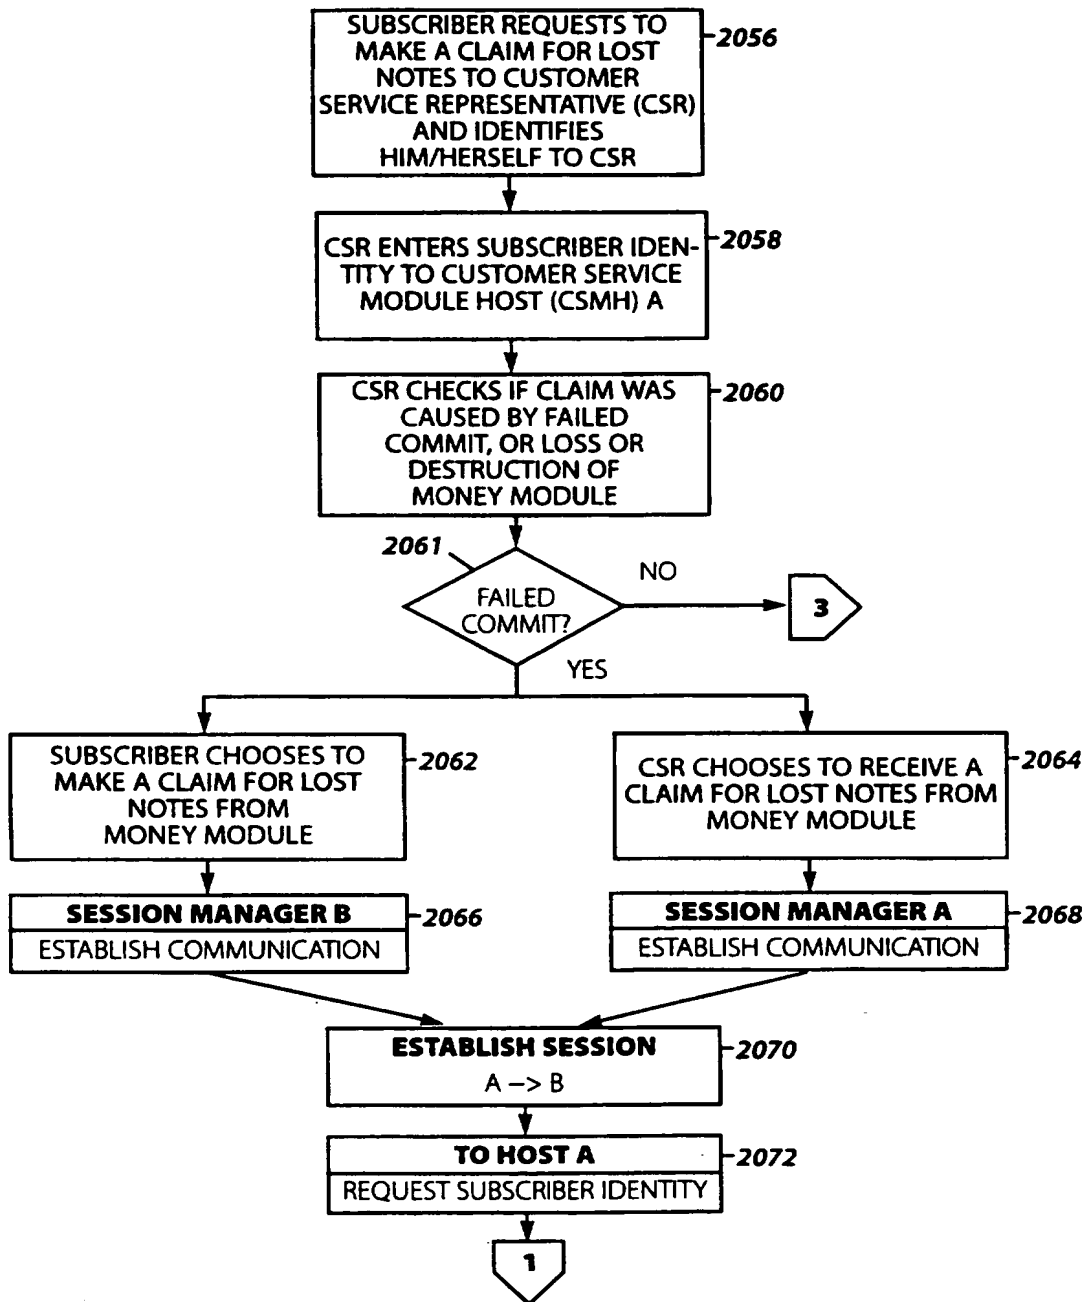 SUBSCRIBER REQUESTS TO
MAKE A CLAIM FOR LOST
NOTES TO CUSTOMER
SERVICE REPRESENTATIVE (CSR)
AND IDENTIFIES
HIM/HERSELF TO CSR
2056
CSR ENTERS SUBSCRIBER IDEN-
TITY TO CUSTOMER SERVICE
MODULE HOST (CSMH) A
2058
CSR CHECKS IF CLAIM WAS
CAUSED BY FAILED
COMMIT, OR LOSS OR
DESTRUCTION OF
MONEY MODULE
2060
2061
FAILED
COMMIT?
NO
3
YES
SUBSCRIBER CHOOSES TO
MAKE A CLAIM FOR LOST
NOTES FROM
MONEY MODULE
2062
CSR CHOOSES TO RECEIVE A
CLAIM FOR LOST NOTES FROM
MONEY MODULE
2064
SESSION MANAGER B
ESTABLISH COMMUNICATION
2066
SESSION MANAGER A
ESTABLISH COMMUNICATION
2068
ESTABLISH SESSION
A –> B
2070
TO HOST A
REQUEST SUBSCRIBER IDENTITY
2072
1